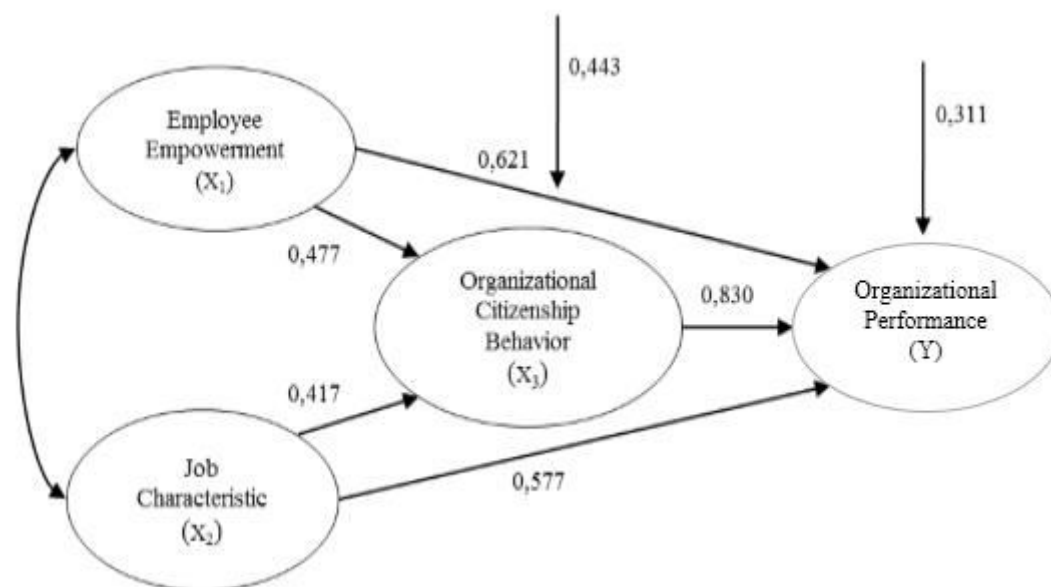 0,443
0,311
Employee
Empowerment
(X₁)
0,621
0,477
Organizational
Citizenship
Behavior
(X₃)
0,830
Organizational
Performance
(Y)
0,417
Job
Characteristic
(X₂)
0,577